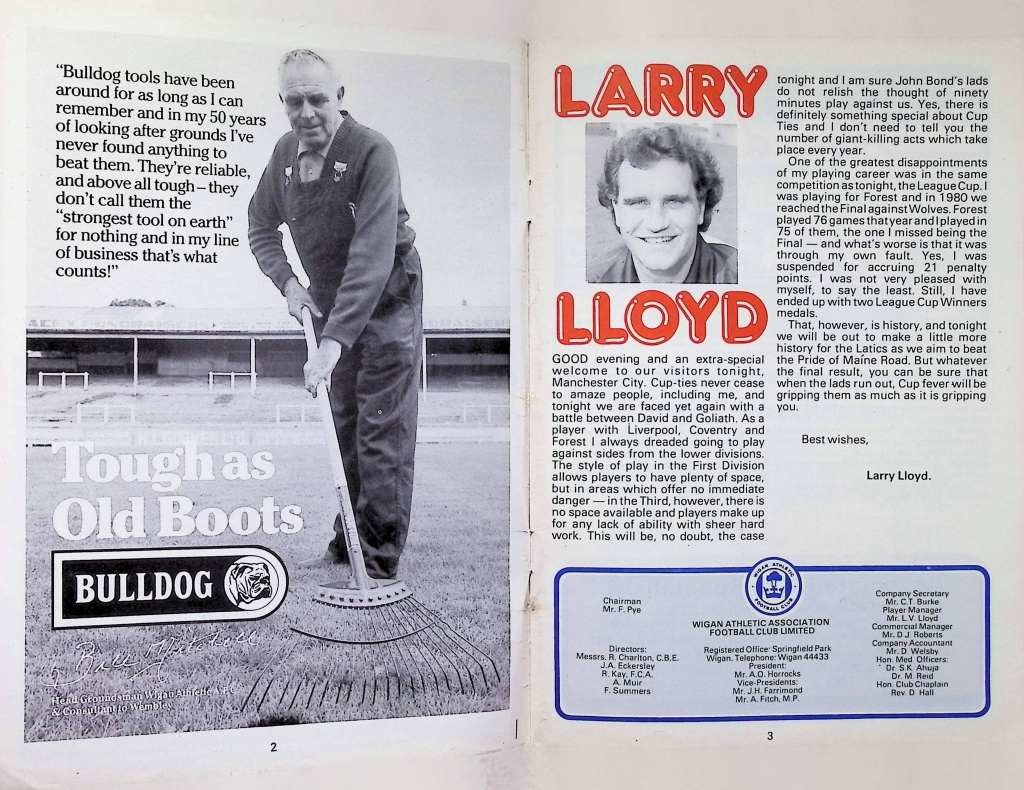 “Bulldog tools have been
around for as long as I can
remember and in my 50 years
of looking after grounds I’ve
never found anything to
beat them. They’re reliable,
and above all tough – they
don’t call them the
“strongest tool on earth”
for nothing and in my line
of business that’s what
counts!”
Tough as
Old Boots
BULLDOG
Head Groundsman Wigan Athletic A.F.C.
& Consultant to Wembley
2
LARRY
LLOYD
GOOD evening and an extra-special
welcome to our visitors tonight,
Manchester City. Cup-ties never cease
to amaze people, including me, and
tonight we are faced yet again with a
battle between David and Goliath. As a
player with Liverpool, Coventry and
Forest I always dreaded going to play
against sides from the lower divisions.
The style of play in the First Division
allows players to have plenty of space,
but in areas which offer no immediate
danger — in the Third, however, there is
no space available and players make up
for any lack of ability with sheer hard
work. This will be, no doubt, the case
tonight and I am sure John Bond’s lads
do not relish the thought of ninety
minutes play against us. Yes, there is
definitely something special about Cup
Ties and I don’t need to tell you the
number of giant-killing acts which take
place every year.
One of the greatest disappointments
of my playing career was in the same
competition as tonight, the League Cup. I
was playing for Forest and in 1980 we
reached the Final against Wolves. Forest
played 76 games that year and I played in
75 of them, the one I missed being the
Final — and what’s worse is that it was
through my own fault. Yes, I was
suspended for accruing 21 penalty
points. I was not very pleased with
myself, to say the least. Still, I have
ended up with two League Cup Winners
medals.
That, however, is history, and tonight
we will be out to make a little more
history for the Latics as we aim to beat
the Pride of Maine Road. But whatever
the final result, you can be sure that
when the lads run out, Cup fever will be
gripping them as much as it is gripping
you.
Best wishes,
Larry Lloyd.
Chairman
Mr. F. Pye
Directors:
Messrs. R. Charlton, C.B.E.
J.A. Eckersley
R. Kay, F.C.A.
A. Muir
F. Summers
WIGAN ATHLETIC
FOOTBALL CLUB
WIGAN ATHLETIC ASSOCIATION
FOOTBALL CLUB LIMITED
Registered Office: Springfield Park
Wigan. Telephone: Wigan 44433
President:
Mr. A.O. Horrocks
Vice-Presidents:
Mr. J.H. Farrimond
Mr. A. Fitch, M.P.
Company Secretary
Mr. C.T. Burke
Player Manager
Mr. L.V. Lloyd
Commercial Manager
Mr. D.J. Roberts
Company Accountant
Mr. D. Welsby
Hon. Med. Officers:
Dr. S.K. Ahuja
Dr. M. Reid
Hon. Club Chaplain
Rev. D. Hall
3